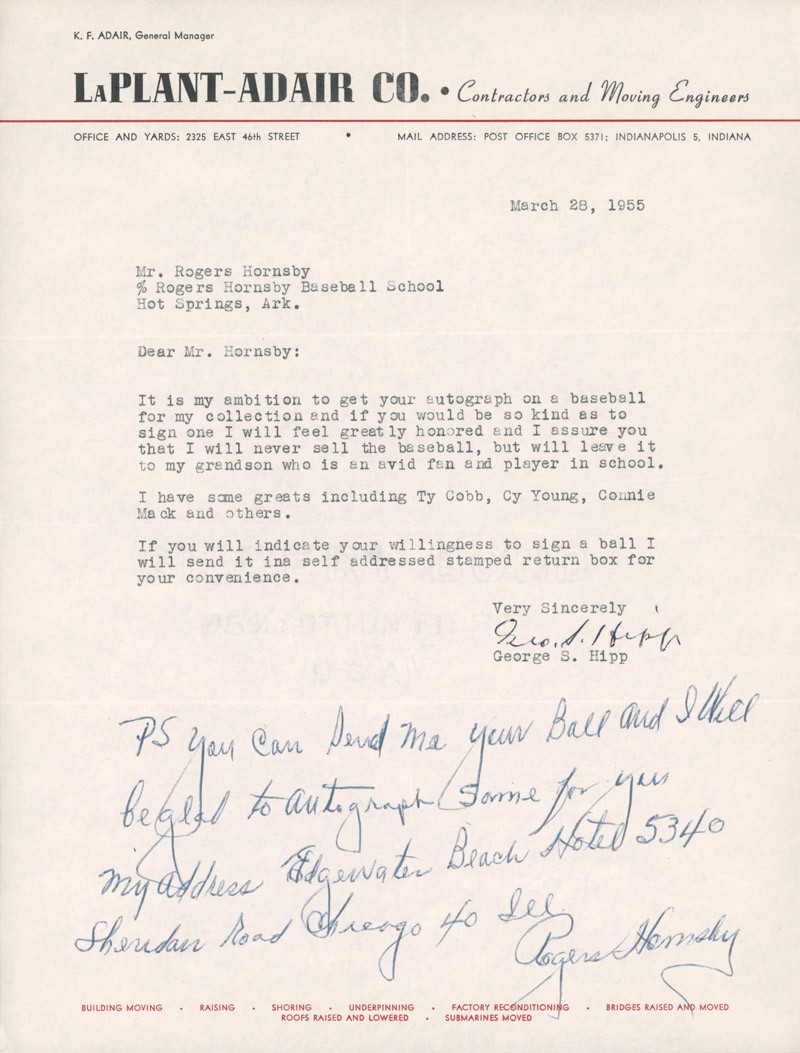 K. F. ADAIR, General Manager
LAPLANT-ADAIR CO. • Contractors and Moving Engineers
OFFICE AND YARDS: 2325 EAST 46th STREET • MAIL ADDRESS: POST OFFICE BOX 5371; INDIANAPOLIS 5, INDIANA
March 28, 1955
Mr. Rogers Hornsby
% Rogers Hornsby Baseball School
Hot Springs, Ark.
Dear Mr. Hornsby:
It is my ambition to get your autograph on a baseball
for my collection and if you would be so kind as to
sign one I will feel greatly honored and I assure you
that I will never sell the baseball, but will leave it
to my grandson who is an avid fan and player in school.
I have some greats including Ty Cobb, Cy Young, Connie
Mack and others.
If you will indicate your willingness to sign a ball I
will send it ina self addressed stamped return box for
your convenience.
Very Sincerely
Geo. S. Hipp
George S. Hipp
PS You Can Send Me your Ball and I Will
be glad to Autograph Same for you
My Address Edgewater Beach Hotel 5340
Sheridan Road Chicago 40 Ill
Rogers Hornsby
BUILDING MOVING • RAISING • SHORING • UNDERPINNING • FACTORY RECONDITIONING • BRIDGES RAISED AND MOVED
ROOFS RAISED AND LOWERED • SUBMARINES MOVED